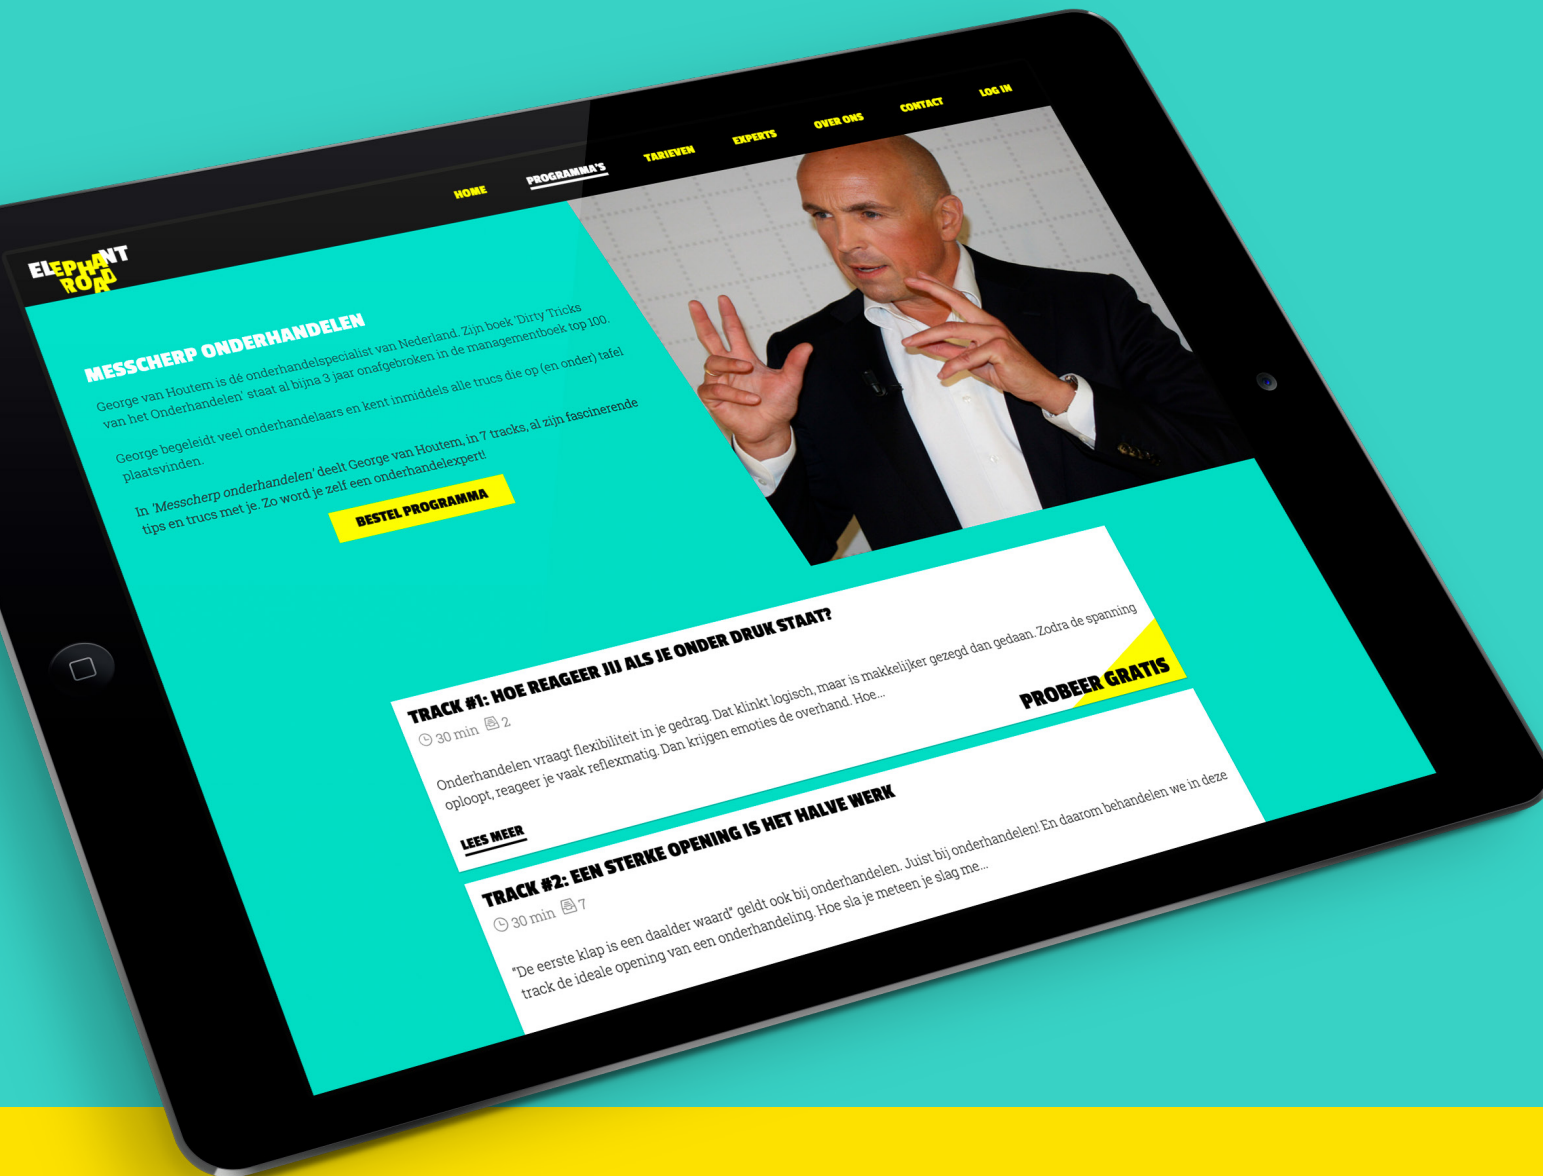 HOME
PROGRAMMA'S
TARIEVEN
EXPERTS
OVER ONS
CONTACT
LOG IN
ELEPHANT
ROAD
MESSCHERP ONDERHANDELEN
George van Houtem is dé onderhandelspecialist van Nederland. Zijn boek 'Dirty Tricks
van het Onderhandelen' staat al bijna 3 jaar onafgebroken in de managementboek top 100.
George begeleidt veel onderhandelaars en kent inmiddels alle trucs die op (en onder) tafel
plaatsvinden.
In 'Messcherp onderhandelen' deelt George van Houtem, in 7 tracks, al zijn fascinerende
tips en trucs met je. Zo word je zelf een onderhandelexpert!
BESTEL PROGRAMMA
TRACK #1: HOE REAGEER JIJ ALS JE ONDER DRUK STAAT?
30 min 2
Onderhandelen vraagt flexibiliteit in je gedrag. Dat klinkt logisch, maar is makkelijker gezegd dan gedaan. Zodra de spanning
oploopt, reageer je vaak reflexmatig. Dan krijgen emoties de overhand. Hoe...
LEES MEER
PROBEER GRATIS
TRACK #2: EEN STERKE OPENING IS HET HALVE WERK
30 min 7
"De eerste klap is een daalder waard" geldt ook bij onderhandelen. Juist bij onderhandelen! En daarom behandelen we in deze
track de ideale opening van een onderhandeling. Hoe sla je meteen je slag me...